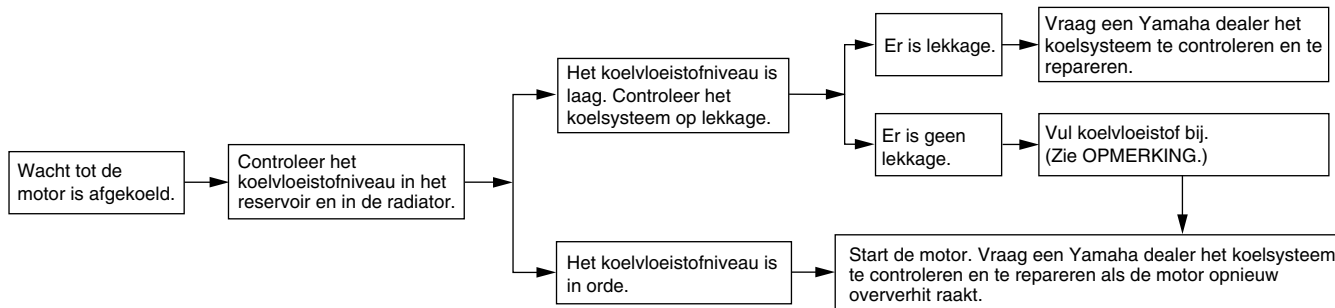 Wacht tot de
motor is afgekoeld.
Controleer het
koelvloeistofniveau in het
reservoir en in de radiator.
Het koelvloeistofniveau is
laag. Controleer het
koelsysteem op lekkage.
Er is lekkage.
Vraag een Yamaha dealer het
koelsysteem te controleren en te
repareren.
Er is geen
lekkage.
Vul koelvloeistof bij.
(Zie OPMERKING.)
Het koelvloeistofniveau is
in orde.
Start de motor. Vraag een Yamaha dealer het koelsysteem
te controleren en te repareren als de motor opnieuw
oververhit raakt.